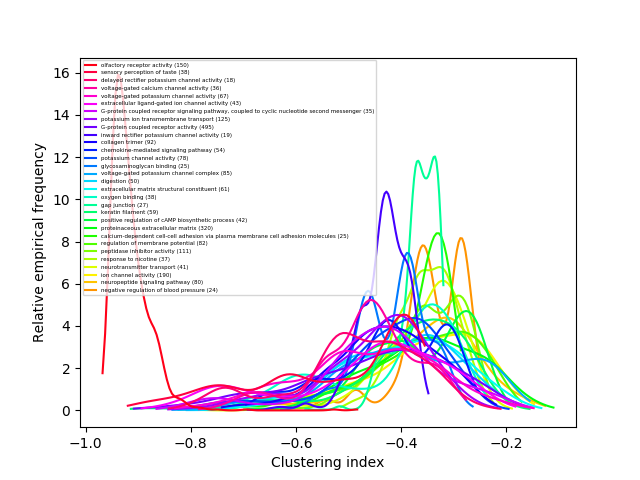 16
14
12
10
8
6
4
2
0
Relative empirical frequency
olfactory receptor activity (150)
sensory perception of taste (38)
delayed rectifier potassium channel activity (18)
voltage-gated calcium channel activity (36)
voltage-gated potassium channel activity (67)
extracellular ligand-gated ion channel activity (43)
G-protein coupled receptor signaling pathway, coupled to cyclic nucleotide second messenger (35)
potassium ion transmembrane transport (125)
G-protein coupled receptor activity (495)
inward rectifier potassium channel activity (19)
collagen trimer (92)
chemokine-mediated signaling pathway (54)
potassium channel activity (78)
glycosaminoglycan binding (25)
voltage-gated potassium channel complex (85)
digestion (50)
extracellular matrix structural constituent (61)
oxygen binding (38)
gap junction (27)
keratin filament (59)
positive regulation of cAMP biosynthetic process (42)
proteinaceous extracellular matrix (320)
calcium-dependent cell-cell adhesion via plasma membrane cell adhesion molecules (25)
regulation of membrane potential (82)
peptidase inhibitor activity (111)
response to nicotine (37)
neurotransmitter transport (41)
ion channel activity (190)
neuropeptide signaling pathway (80)
negative regulation of blood pressure (24)
−1.0 −0.8 −0.6 −0.4 −0.2
Clustering index